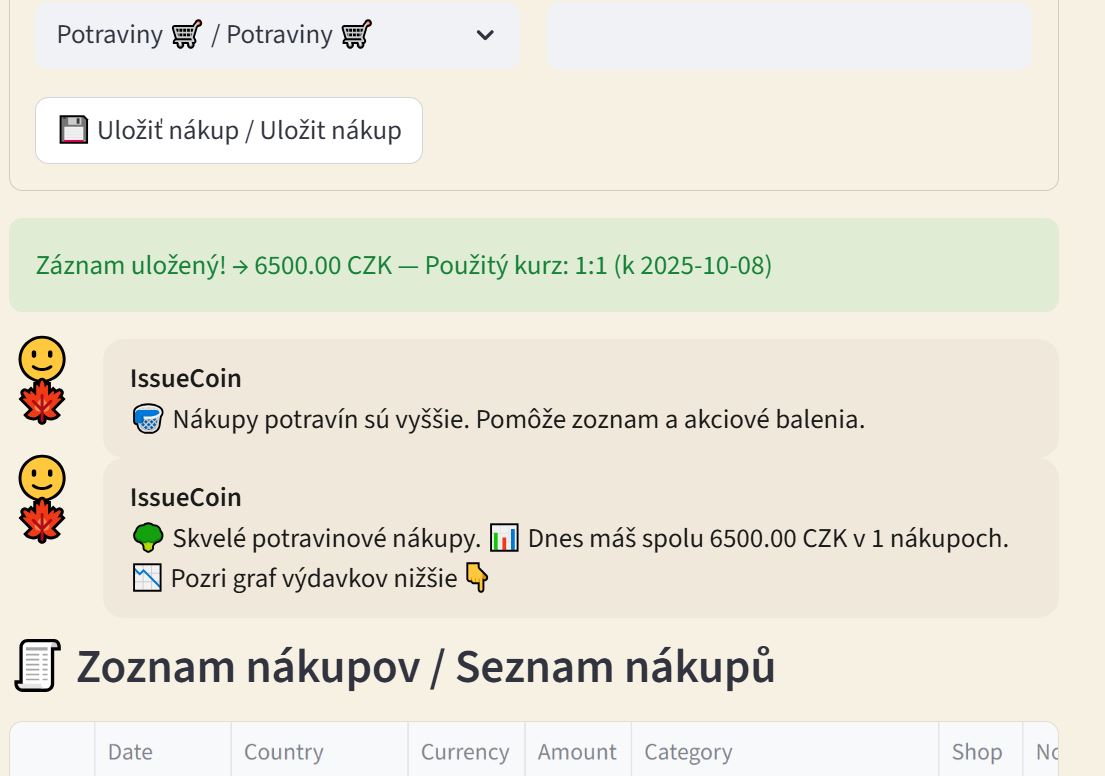 Potraviny 🛒 / Potraviny 🛒
💾 Uložiť nákup / Uložit nákup
Záznam uložený! → 6500.00 CZK — Použitý kurz: 1:1 (k 2025-10-08)
IssueCoin
Nákupy potravín sú vyššie. Pomôže zoznam a akciové balenia.
IssueCoin
🥦 Skvelé potravinové nákupy. 📊 Dnes máš spolu 6500.00 CZK v 1 nákupoch.
📉 Pozri graf výdavkov nižšie 👇
🧾 Zoznam nákupov / Seznam nákupů
Date Country Currency Amount Category Shop